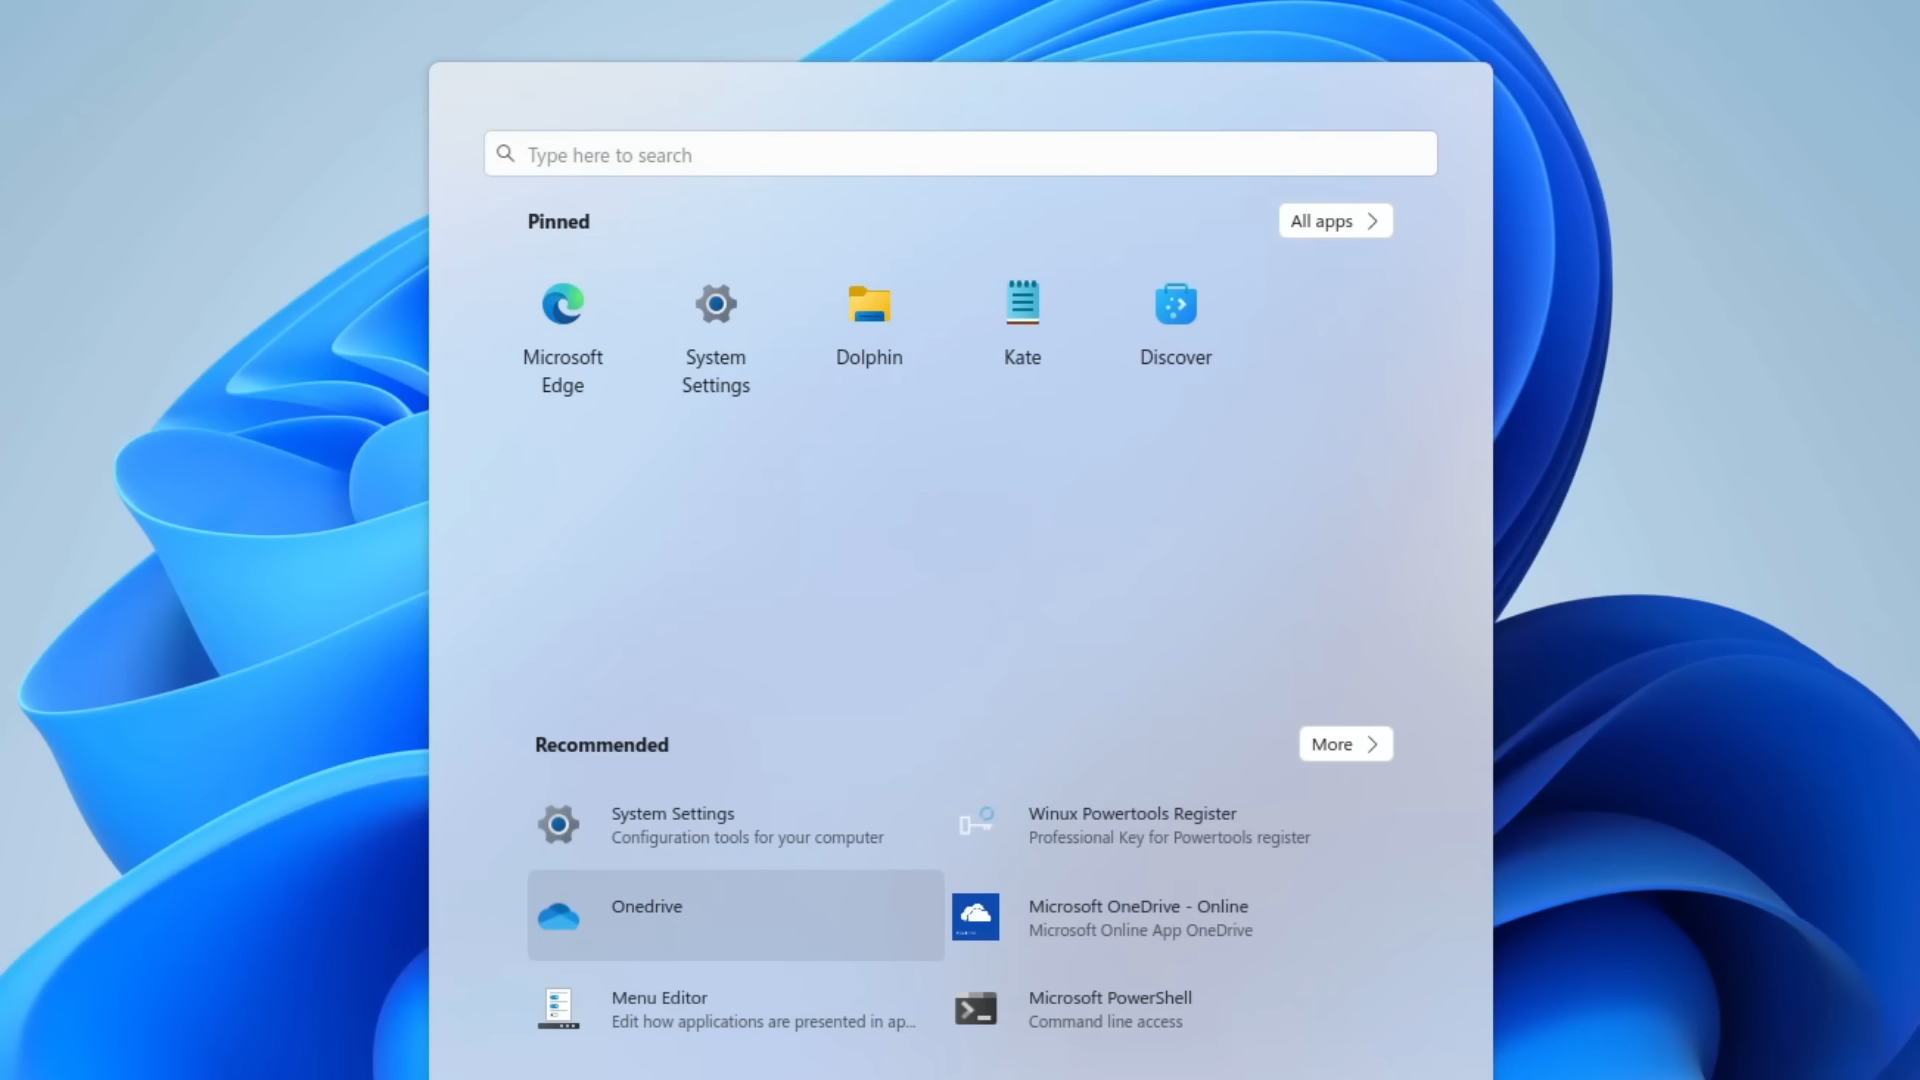 Type here to search
Pinned
All apps
Microsoft
Edge
System
Settings
Dolphin
Kate
Discover
Recommended
More
System Settings
Configuration tools for your computer
Winux Powertools Register
Professional Key for Powertools register
Onedrive
Microsoft OneDrive - Online
Microsoft Online App OneDrive
Menu Editor
Edit how applications are presented in ap...
Microsoft PowerShell
Command line access